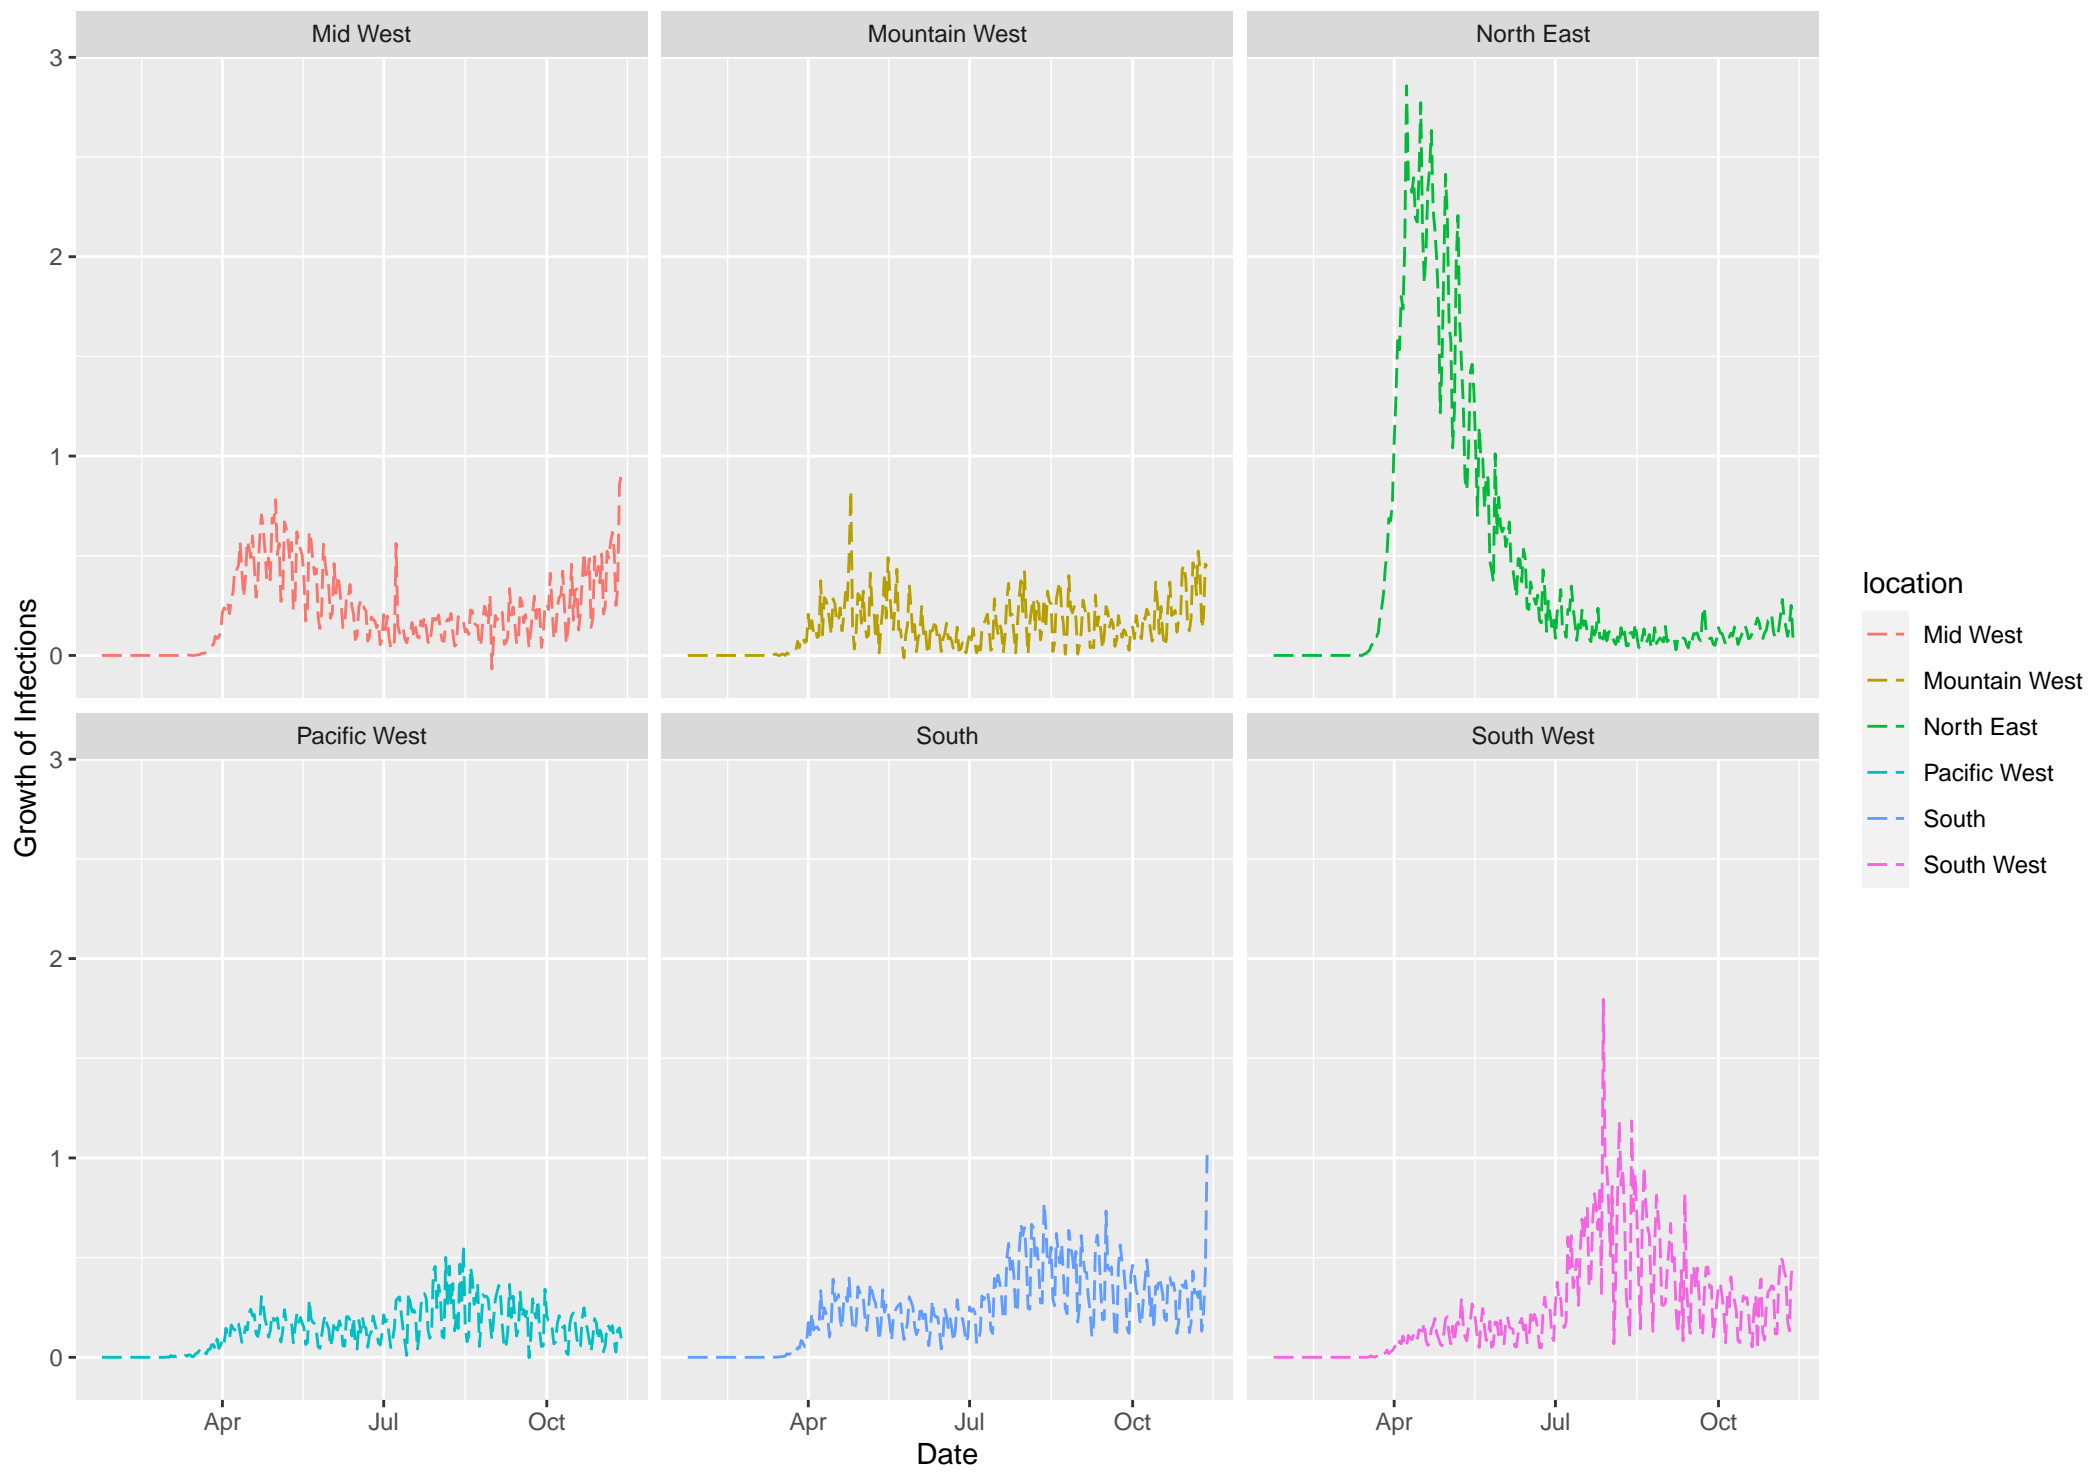 Mid West
Mountain West
North East
3
2
1
0
Growth of Infections
Pacific West
South
South West
3
2
1
0
Apr
Jul
Oct
Apr
Jul
Oct
Apr
Jul
Oct
Date
location
Mid West
Mountain West
North East
Pacific West
South
South West